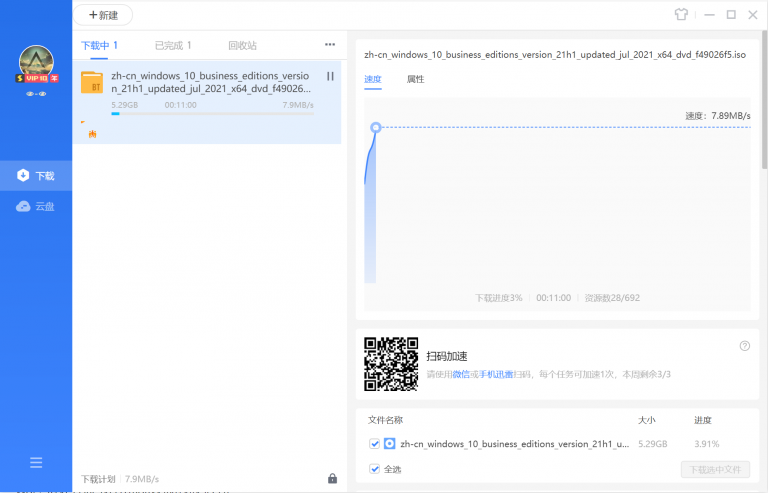 +新建
下载中 1 已完成 1 回收站 •••
zh-cn_windows_10_business_editions_versio
n_21h1_updated_jul_2021_x64_dvd_f49026...
5.29GB 00:11:00 7.9MB/s
BT
VIP
年
下载
云盘
下载计划 7.9MB/s
zh-cn_windows_10_business_editions_version_21h1_updated_jul_2021_x64_dvd_f49026f5.iso
速度 属性
速度：7.89MB/s
下载进度3% 00:11:00 资源数28/692
扫码加速
请使用微信或手机迅雷扫码，每个任务可加速1次，本周剩余3/3
文件名称 大小 进度
zh-cn_windows_10_business_editions_version_21h1_u... 5.29GB 3.91%
全选 下载选中文件